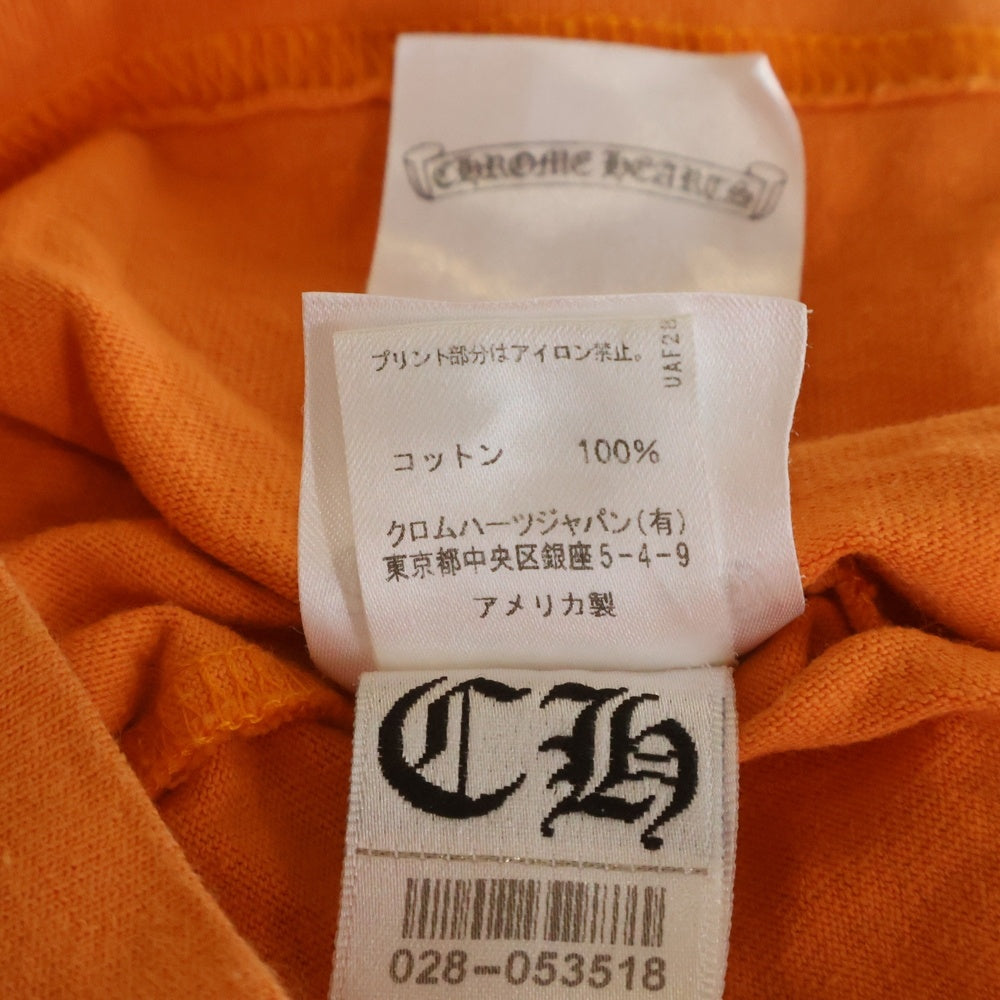 CHROME HEARTS
プリント部分はアイロン禁止。
UAF28
コットン 100%
クロムハーツジャパン(有)
東京都中央区銀座5-4-9
アメリカ製
CH
028-053518